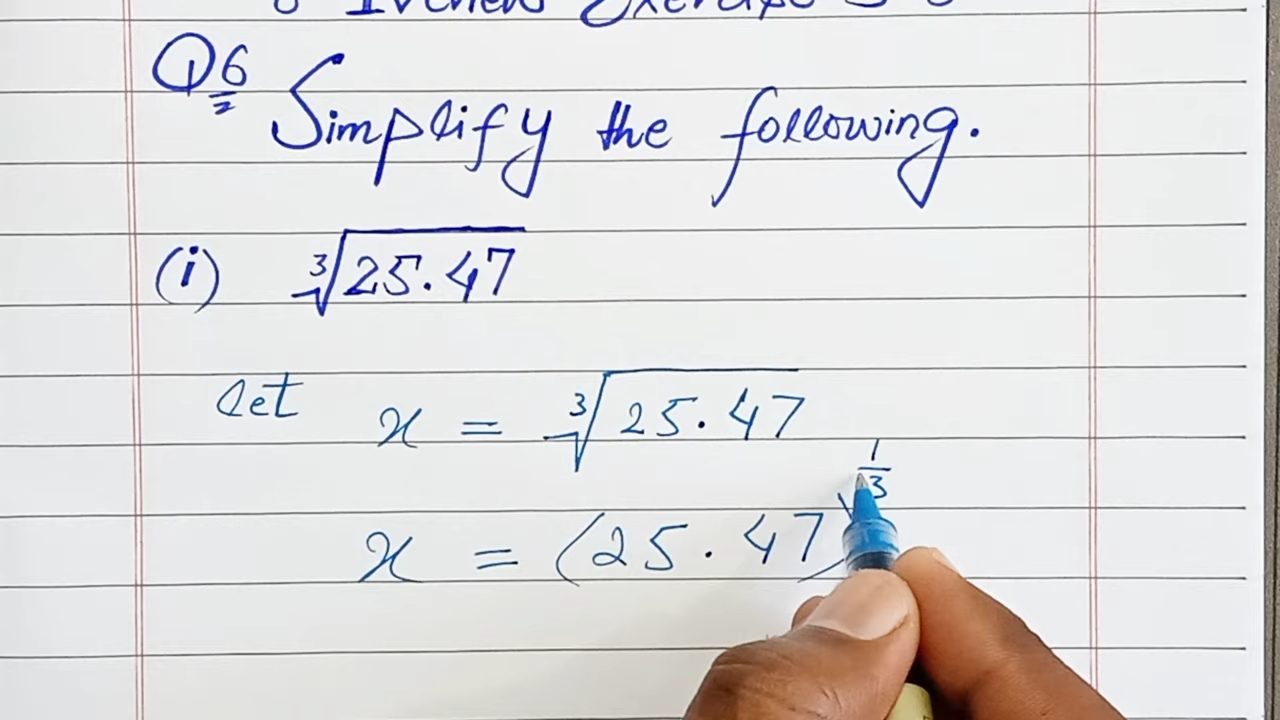 Q6 Simplify the following.
(i) ∛25.47
let x = ∛25.47
x = (25.47)^1/3